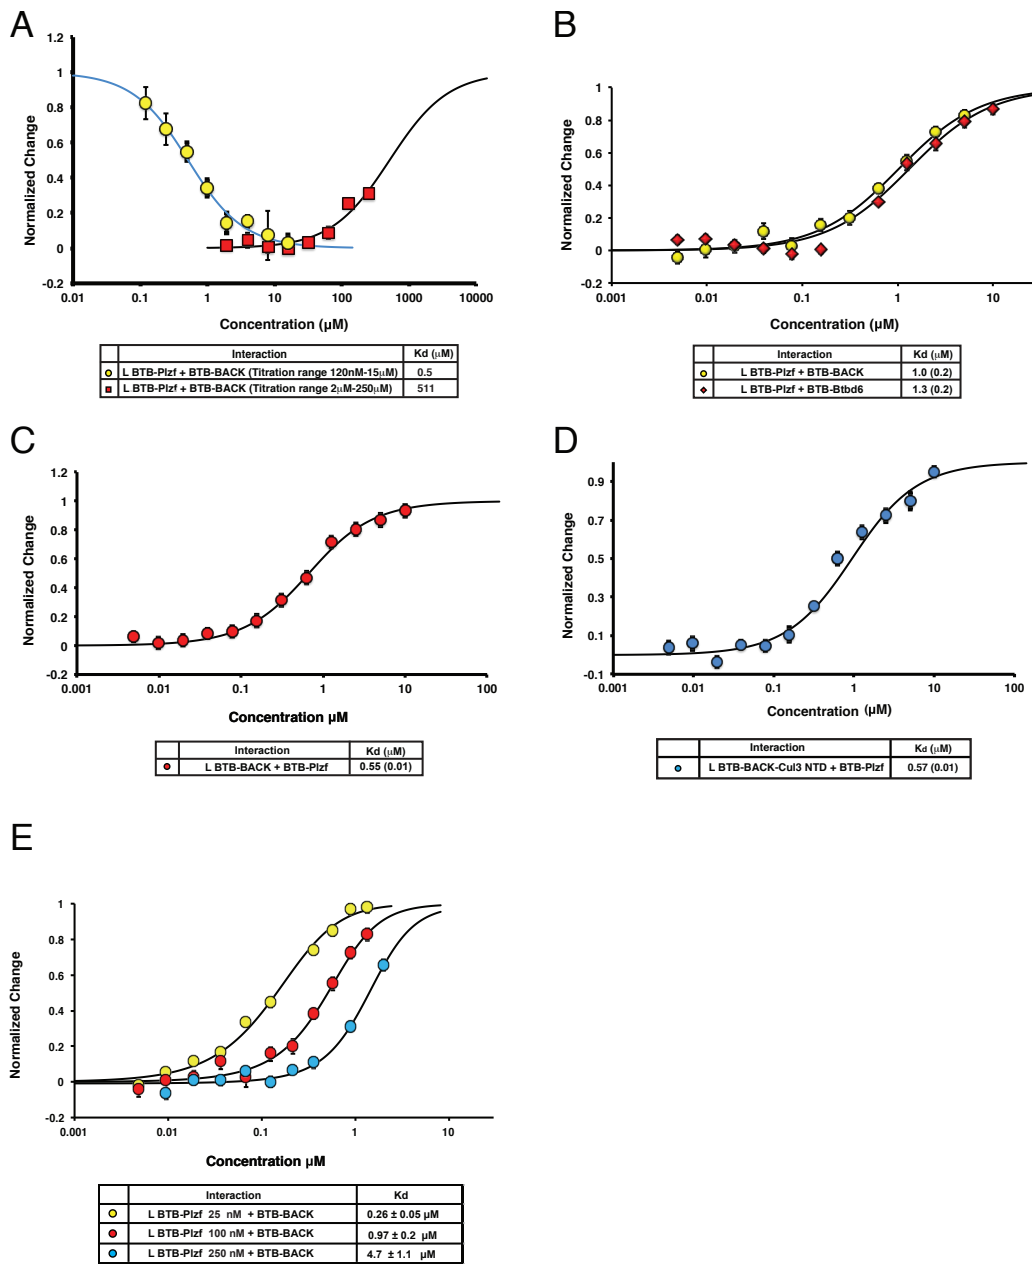 A
1.2
1
0.8
0.6
0.4
0.2
0
-0.2
Normalized Change
0.01 0.1 1 10 100 1000 10000
Concentration (µM)
Interaction Kd (µM)
L BTB-Plzf + BTB-BACK (Titration range 120nM-15µM) 0.5
L BTB-Plzf + BTB-BACK (Titration range 2µM-250µM) 511
B
1
0.8
0.6
0.4
0.2
0
-0.2
Normalized Change
0.001 0.01 0.1 1 10
Concentration (µM)
Interaction Kd (µM)
L BTB-Plzf + BTB-BACK 1.0 (0.2)
L BTB-Plzf + BTB-Btbd6 1.3 (0.2)
C
1.2
1
0.8
0.6
0.4
0.2
0
-0.2
Normalized Change
0.001 0.01 0.1 1 10 100
Concentration µM
Interaction Kd (µM)
L BTB-BACK + BTB-Plzf 0.55 (0.01)
D
0.9
0.7
0.5
0.3
0.1
-0.1
Normalized Change
0.001 0.01 0.1 1 10 100
Concentration (µM)
Interaction Kd (µM)
L BTB-BACK-Cul3 NTD + BTB-Plzf 0.57 (0.01)
E
1
0.8
0.6
0.4
0.2
0
-0.2
Normalized Change
0.001 0.01 0.1 1 10
Concentration µM
Interaction Kd
L BTB-Plzf 25 nM + BTB-BACK 0.26 ± 0.05 µM
L BTB-Plzf 100 nM + BTB-BACK 0.97 ± 0.2 µM
L BTB-Plzf 250 nM + BTB-BACK 4.7 ± 1.1 µM